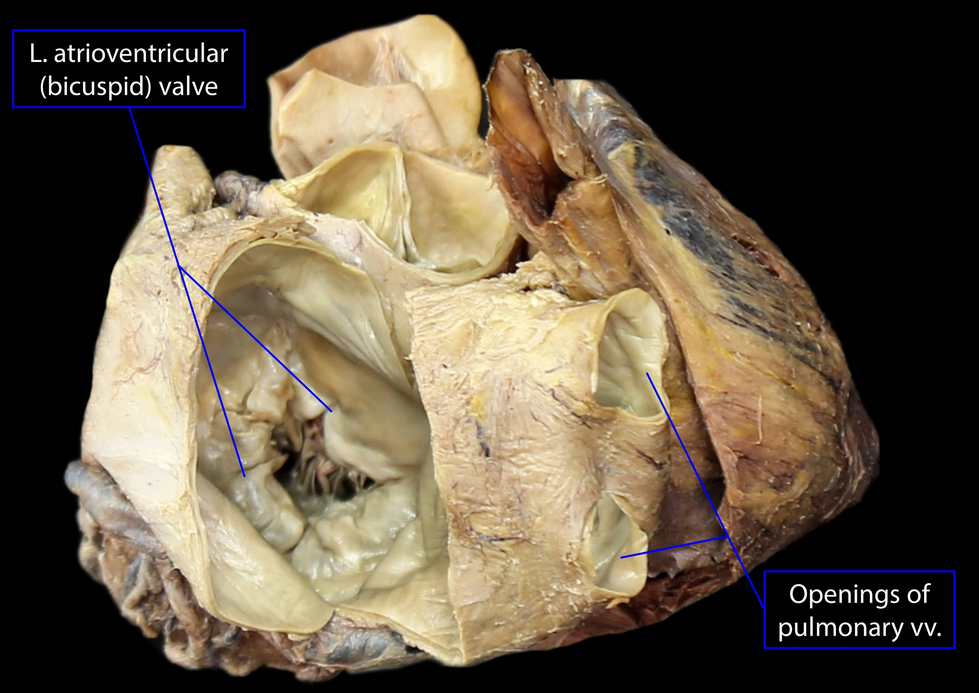 L. atrioventricular
(bicuspid) valve
Openings of
pulmonary vv.